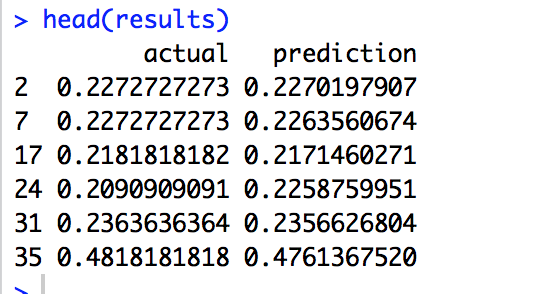 > head(results)
actual prediction
2 0.2272727273 0.2270197907
7 0.2272727273 0.2263560674
17 0.2181818182 0.2171460271
24 0.2090909091 0.2258759951
31 0.2363636364 0.2356626804
35 0.4818181818 0.4761367520
>